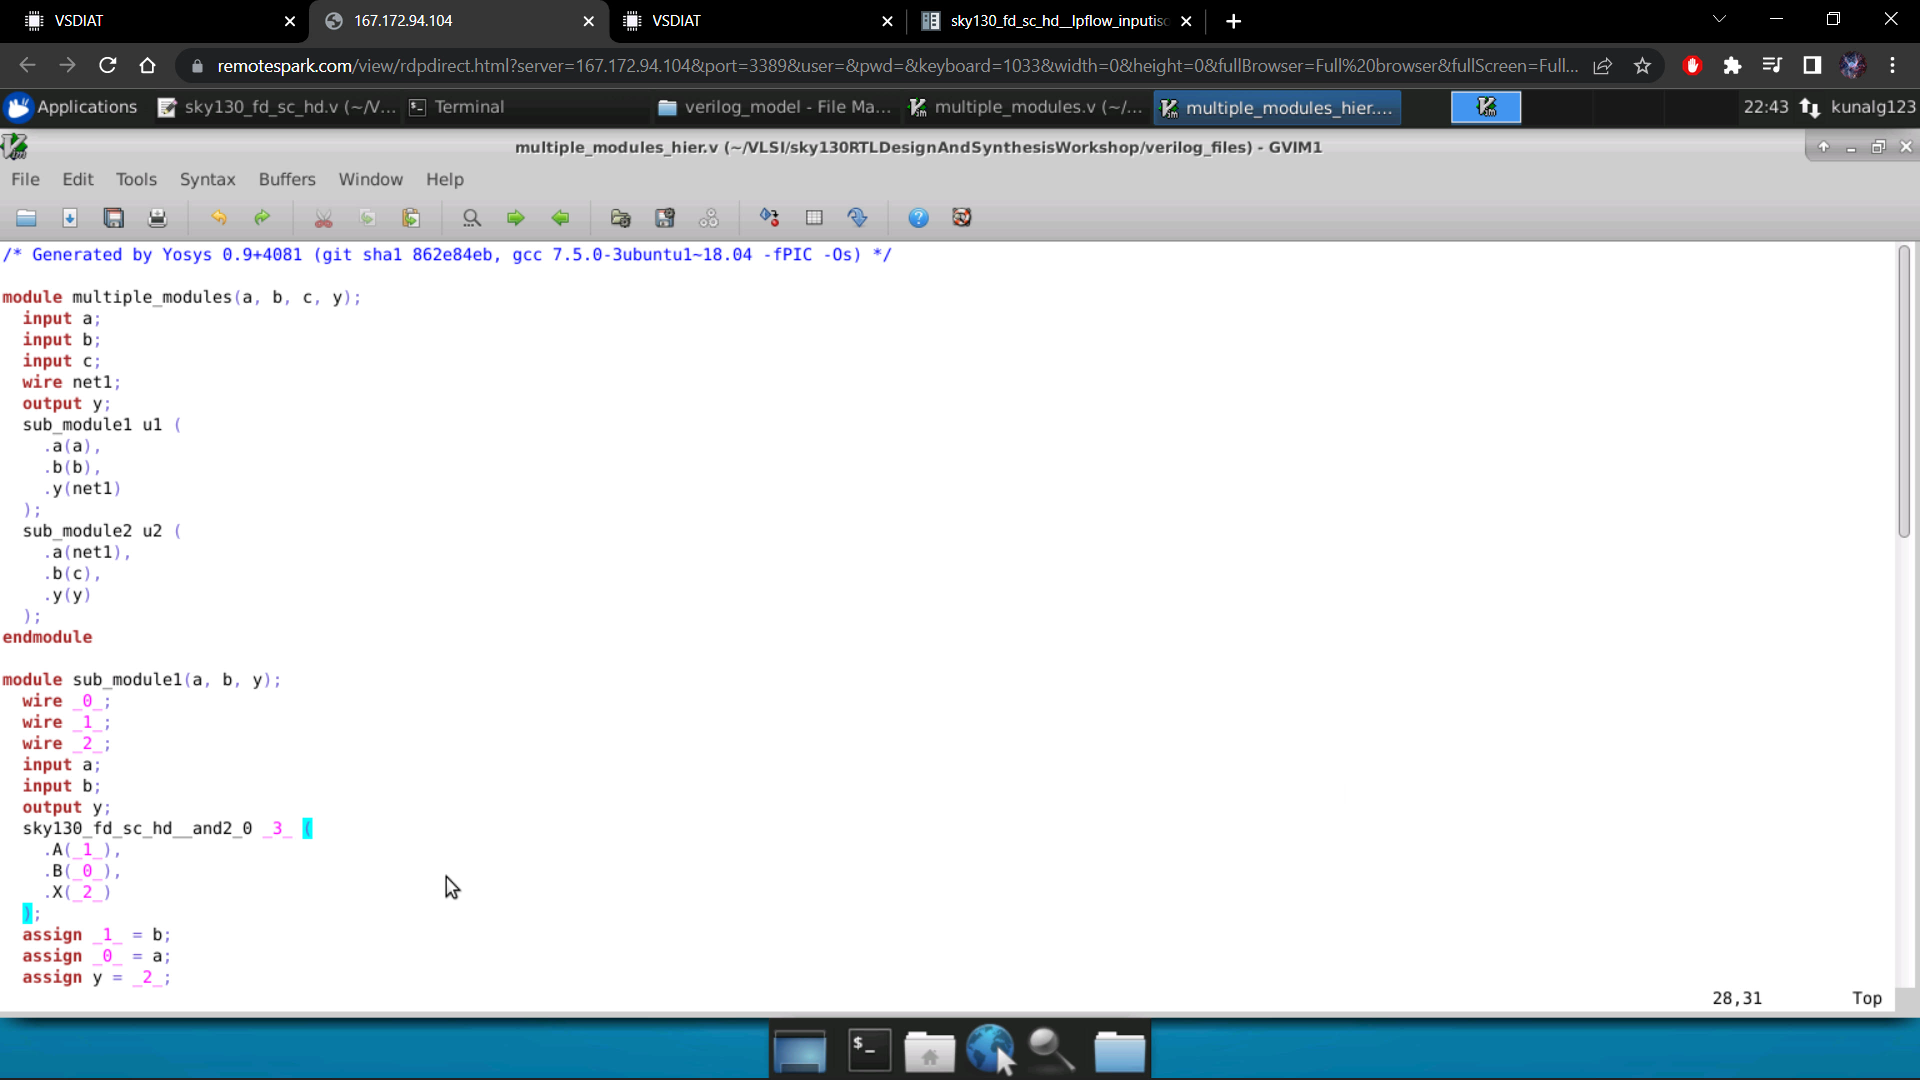 VSDIAT
167.172.94.104
VSDIAT
sky130_fd_sc_hd__lpflow_inputisc
remotespark.com/view/rdpdirect.html?server=167.172.94.104&port=3389&user=&pwd=&keyboard=1033&width=0&height=0&fullBrowser=Full%20browser&fullScreen=Full...
Applications
sky130_fd_sc_hd.v (~/V...
Terminal
verilog_model - File Ma...
multiple_modules.v (~/...
multiple_modules_hier....
22:43
kunalg123
multiple_modules_hier.v (~/VLSI/sky130RTLDesignAndSynthesisWorkshop/verilog_files) - GVIM1
File Edit Tools Syntax Buffers Window Help
/* Generated by Yosys 0.9+4081 (git sha1 862e84eb, gcc 7.5.0-3ubuntu1~18.04 -fPIC -Os) */
module multiple_modules(a, b, c, y);
input a;
input b;
input c;
wire net1;
output y;
sub_module1 u1 (
.a(a),
.b(b),
.y(net1)
);
sub_module2 u2 (
.a(net1),
.b(c),
.y(y)
);
endmodule
module sub_module1(a, b, y);
wire _0_;
wire _1_;
wire _2_;
input a;
input b;
output y;
sky130_fd_sc_hd__and2_0 _3_ (
.A(_1_),
.B(_0_),
.X(_2_)
);
assign _1_ = b;
assign _0_ = a;
assign y = _2_;
28,31 Top